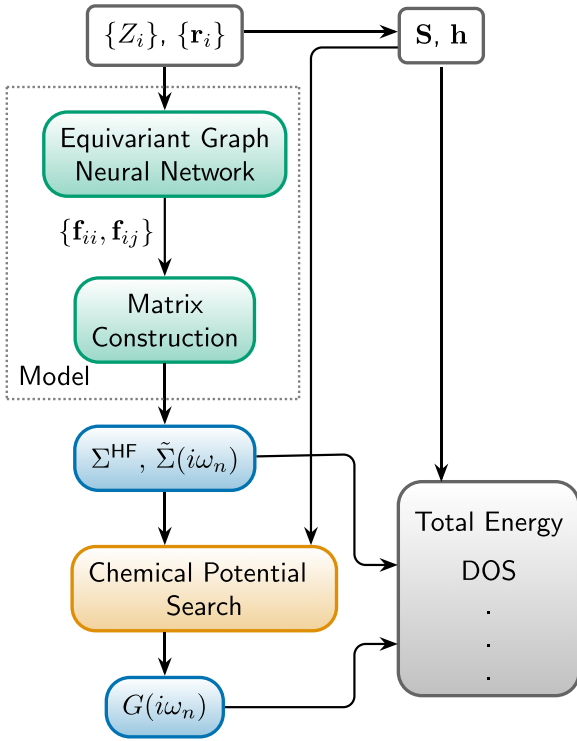 {Z_i}, {r_i}
S, h
Equivariant Graph
Neural Network
{f_ii, f_ij}
Matrix
Construction
Model
Σ^HF, Σ̃(iω_n)
Total Energy
DOS
.
.
.
Chemical Potential
Search
G(iω_n)